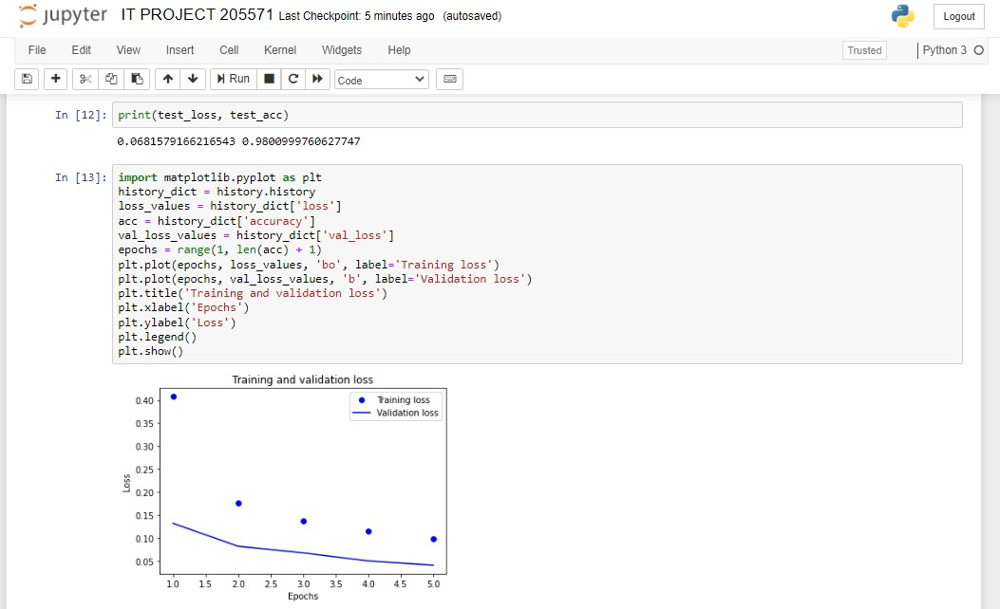 jupyter IT PROJECT 205571 Last Checkpoint: 5 minutes ago (autosaved) Logout
File Edit View Insert Cell Kernel Widgets Help Trusted Python 3
Run Code
In [12]: print(test_loss, test_acc)
0.0681579166216543 0.9800999760627747
In [13]: import matplotlib.pyplot as plt
history_dict = history.history
loss_values = history_dict['loss']
acc = history_dict['accuracy']
val_loss_values = history_dict['val_loss']
epochs = range(1, len(acc) + 1)
plt.plot(epochs, loss_values, 'bo', label='Training loss')
plt.plot(epochs, val_loss_values, 'b', label='Validation loss')
plt.title('Training and validation loss')
plt.xlabel('Epochs')
plt.ylabel('Loss')
plt.legend()
plt.show()
Training and validation loss
Training loss
Validation loss
0.40
0.35
0.30
0.25
0.20
0.15
0.10
0.05
Loss
1.0 1.5 2.0 2.5 3.0 3.5 4.0 4.5 5.0
Epochs